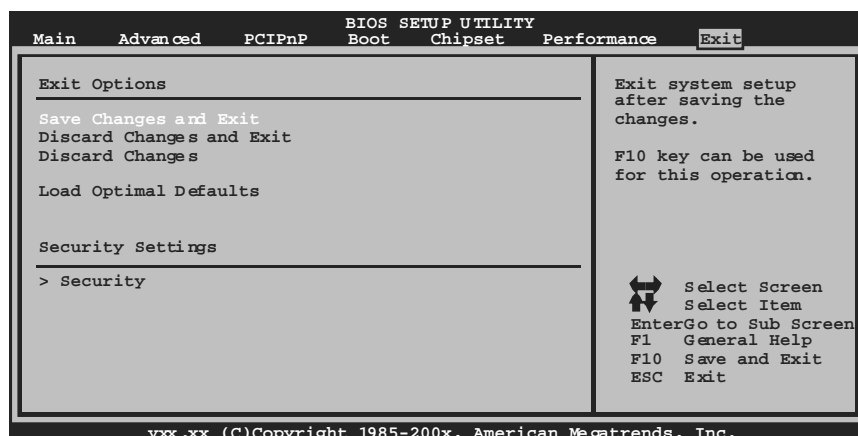 BIOS SETUP UTILITY
Main Advanced PCIPnP Boot Chipset Performance Exit
Exit Options
Save Changes and Exit
Discard Changes and Exit
Discard Changes
Load Optimal Defaults
Security Settings
> Security
Exit system setup
after saving the
changes.
F10 key can be used
for this operation.
Select Screen
Select Item
Enter Go to Sub Screen
F1 General Help
F10 Save and Exit
ESC Exit
vxx.xx (C)Copyright 1985-200x, American Megatrends, Inc.